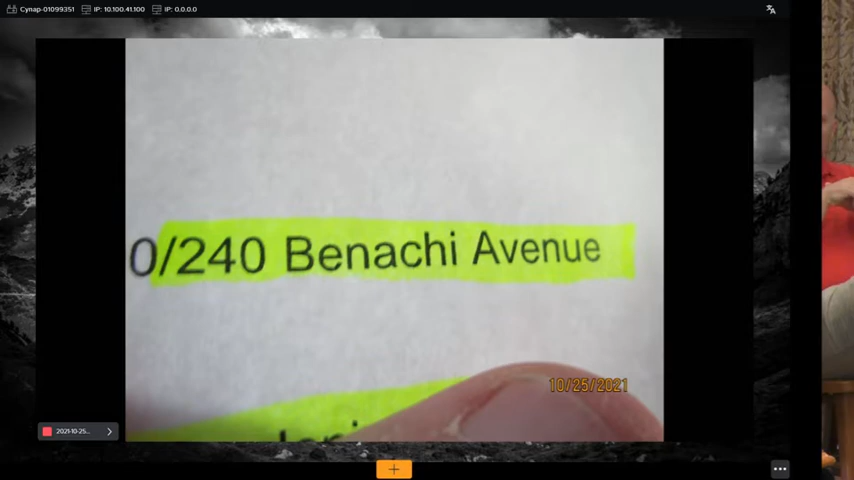 Cynap-01099351 IP: 10.100.41.100 IP: 0.0.0.0
0/240 Benachi Avenue
10/25/2021
2021-10-25...